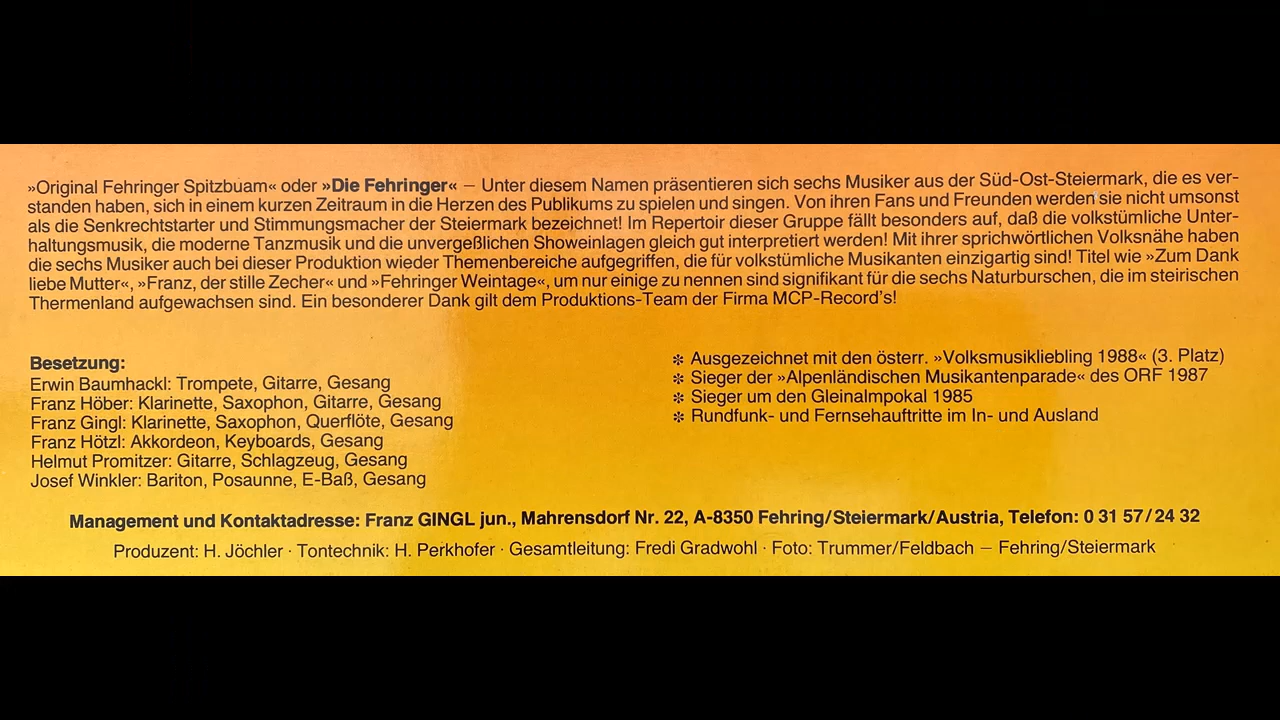 »Original Fehringer Spitzbuam« oder »Die Fehringer« – Unter diesem Namen präsentieren sich sechs Musiker aus der Süd-Ost-Steiermark, die es ver-
standen haben, sich in einem kurzen Zeitraum in die Herzen des Publikums zu spielen und singen. Von ihren Fans und Freunden werden sie nicht umsonst
als die Senkrechtstarter und Stimmungsmacher der Steiermark bezeichnet! Im Repertoir dieser Gruppe fällt besonders auf, daß die volkstümliche Unter-
haltungsmusik, die moderne Tanzmusik und die unvergeßlichen Showeinlagen gleich gut interpretiert werden! Mit ihrer sprichwörtlichen Volksnähe haben
die sechs Musiker auch bei dieser Produktion wieder Themenbereiche aufgegriffen, die für volkstümliche Musikanten einzigartig sind! Titel wie »Zum Dank
liebe Mutter«, »Franz, der stille Zecher« und »Fehringer Weintage«, um nur einige zu nennen sind signifikant für die sechs Naturburschen, die im steirischen
Thermenland aufgewachsen sind. Ein besonderer Dank gilt dem Produktions-Team der Firma MCP-Record's!
Besetzung:
Erwin Baumhackl: Trompete, Gitarre, Gesang
Franz Höber: Klarinette, Saxophon, Gitarre, Gesang
Franz Gingl: Klarinette, Saxophon, Querflöte, Gesang
Franz Hötzl: Akkordeon, Keyboards, Gesang
Helmut Promitzer: Gitarre, Schlagzeug, Gesang
Josef Winkler: Bariton, Posaunne, E-Baß, Gesang
✻ Ausgezeichnet mit den österr. »Volksmusikliebling 1988« (3. Platz)
✻ Sieger der »Alpenländischen Musikantenparade« des ORF 1987
✻ Sieger um den Gleinalmpokal 1985
✻ Rundfunk- und Fernsehauftritte im In- und Ausland
Management und Kontaktadresse: Franz GINGL jun., Mahrensdorf Nr. 22, A-8350 Fehring/Steiermark/Austria, Telefon: 0 31 57/24 32
Produzent: H. Jöchler · Tontechnik: H. Perkhofer · Gesamtleitung: Fredi Gradwohl · Foto: Trummer/Feldbach – Fehring/Steiermark